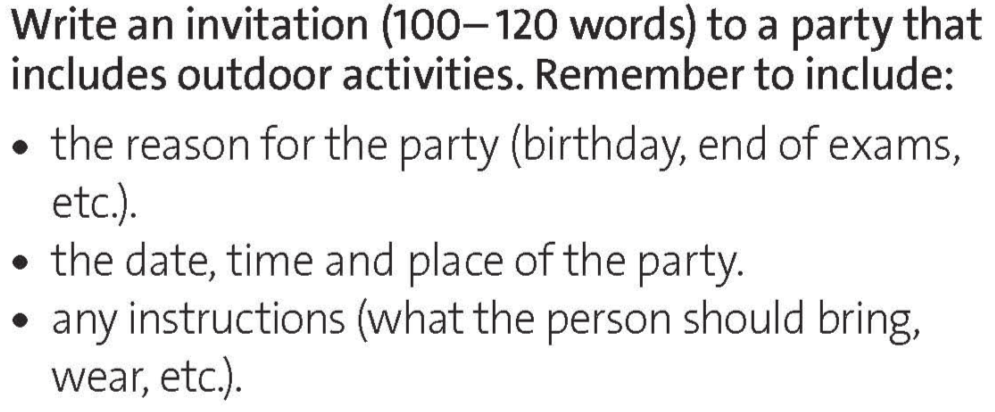 Write an invitation (100–120 words) to a party that
includes outdoor activities. Remember to include:
• the reason for the party (birthday, end of exams,
etc.).
• the date, time and place of the party.
• any instructions (what the person should bring,
wear, etc.).